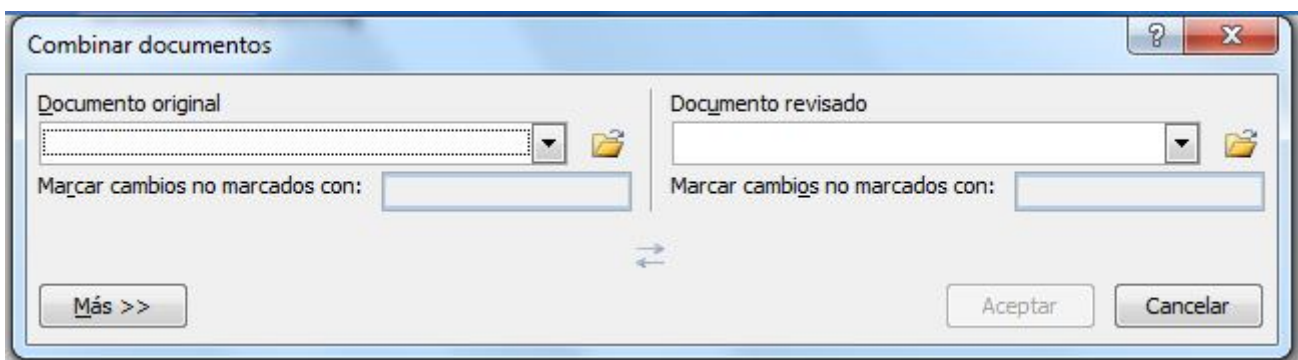 Combinar documentos
Documento original
Documento revisado
Marcar cambios no marcados con:
Marcar cambios no marcados con:
Más >>
Aceptar
Cancelar